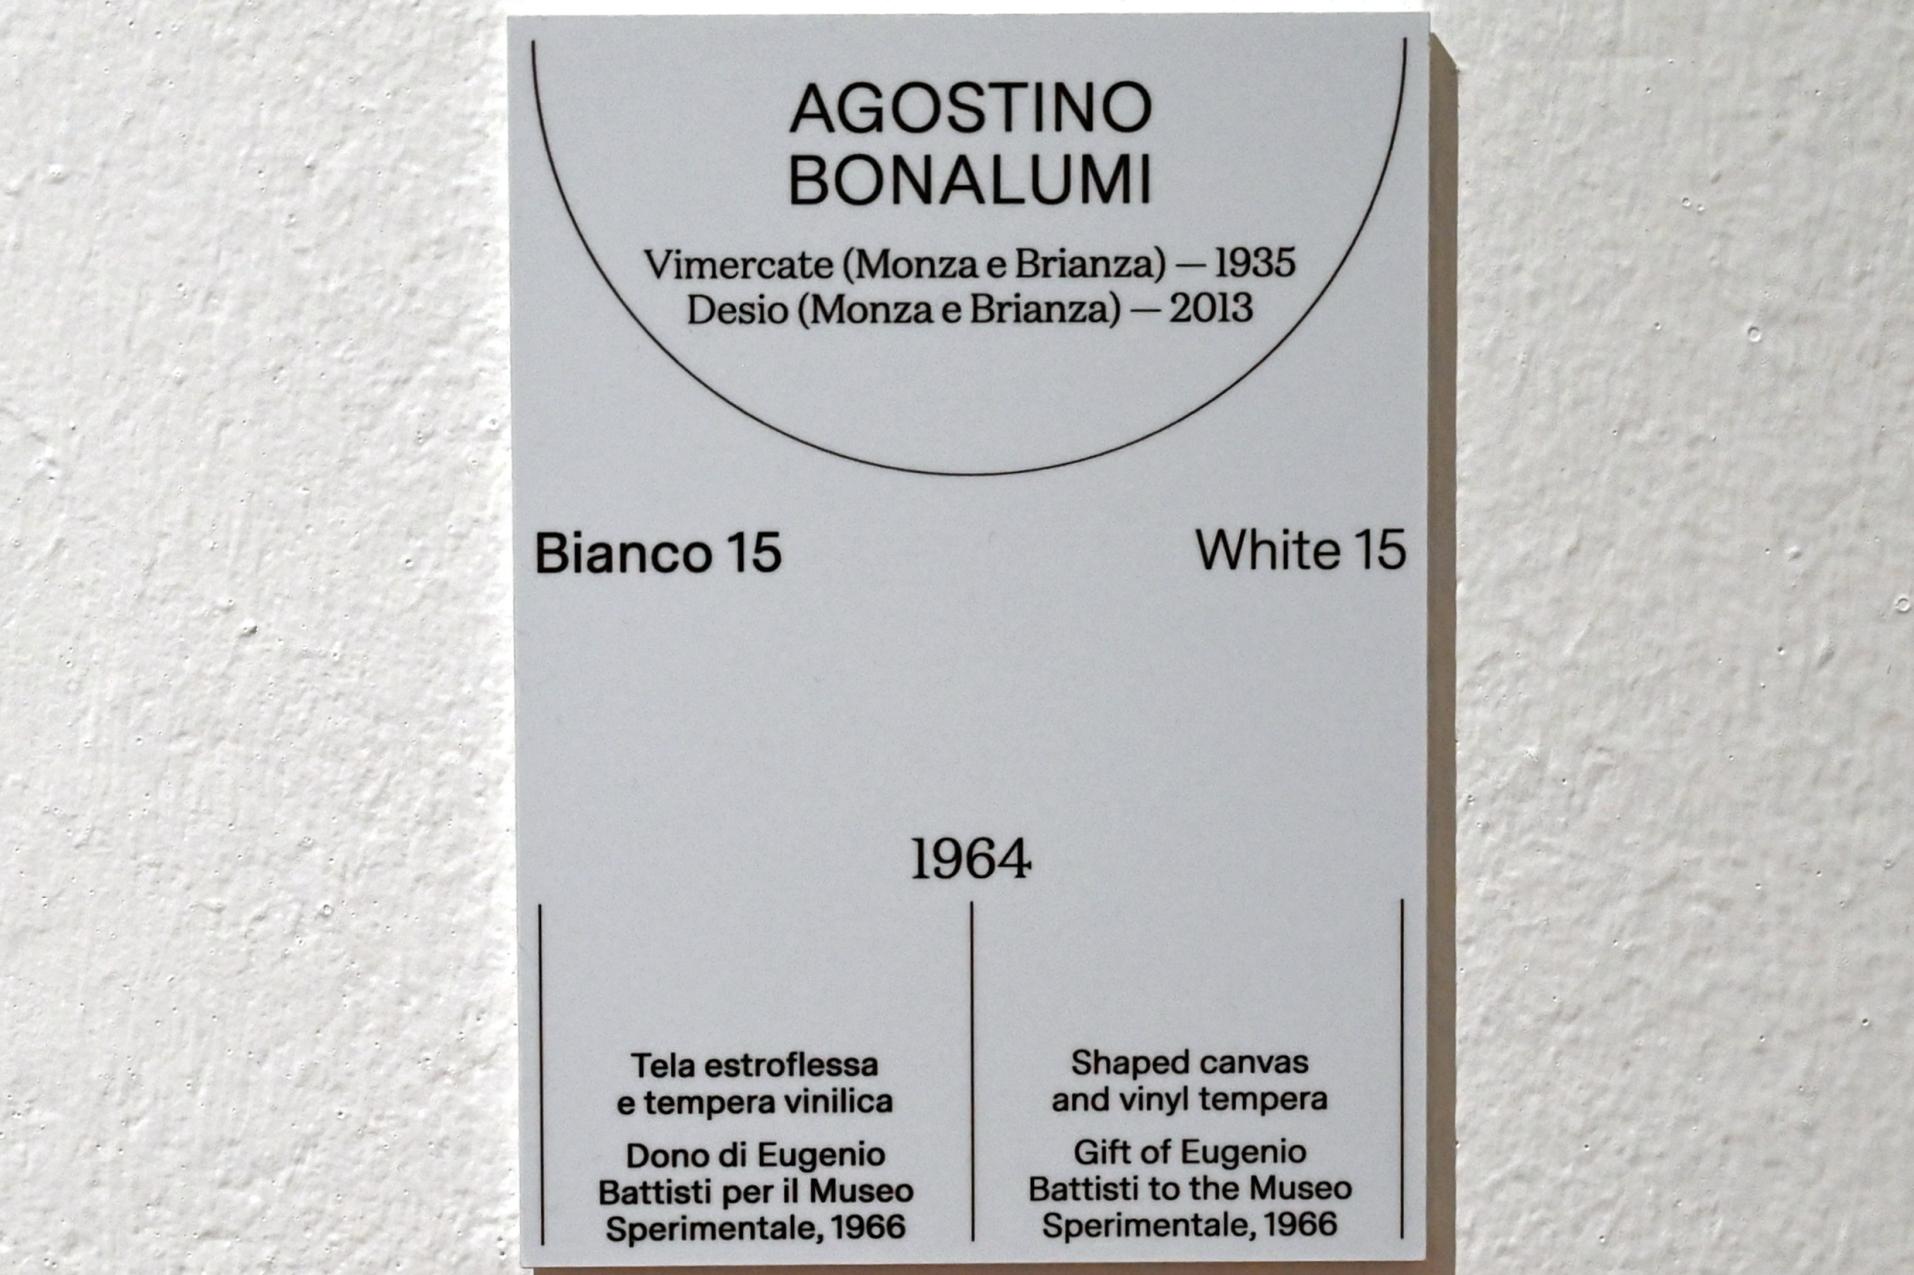 AGOSTINO
BONALUMI
Vimercate (Monza e Brianza) — 1935
Desio (Monza e Brianza) — 2013
Bianco 15
White 15
1964
Tela estroflessa
e tempera vinilica
Dono di Eugenio
Battisti per il Museo
Sperimentale, 1966
Shaped canvas
and vinyl tempera
Gift of Eugenio
Battisti to the Museo
Sperimentale, 1966